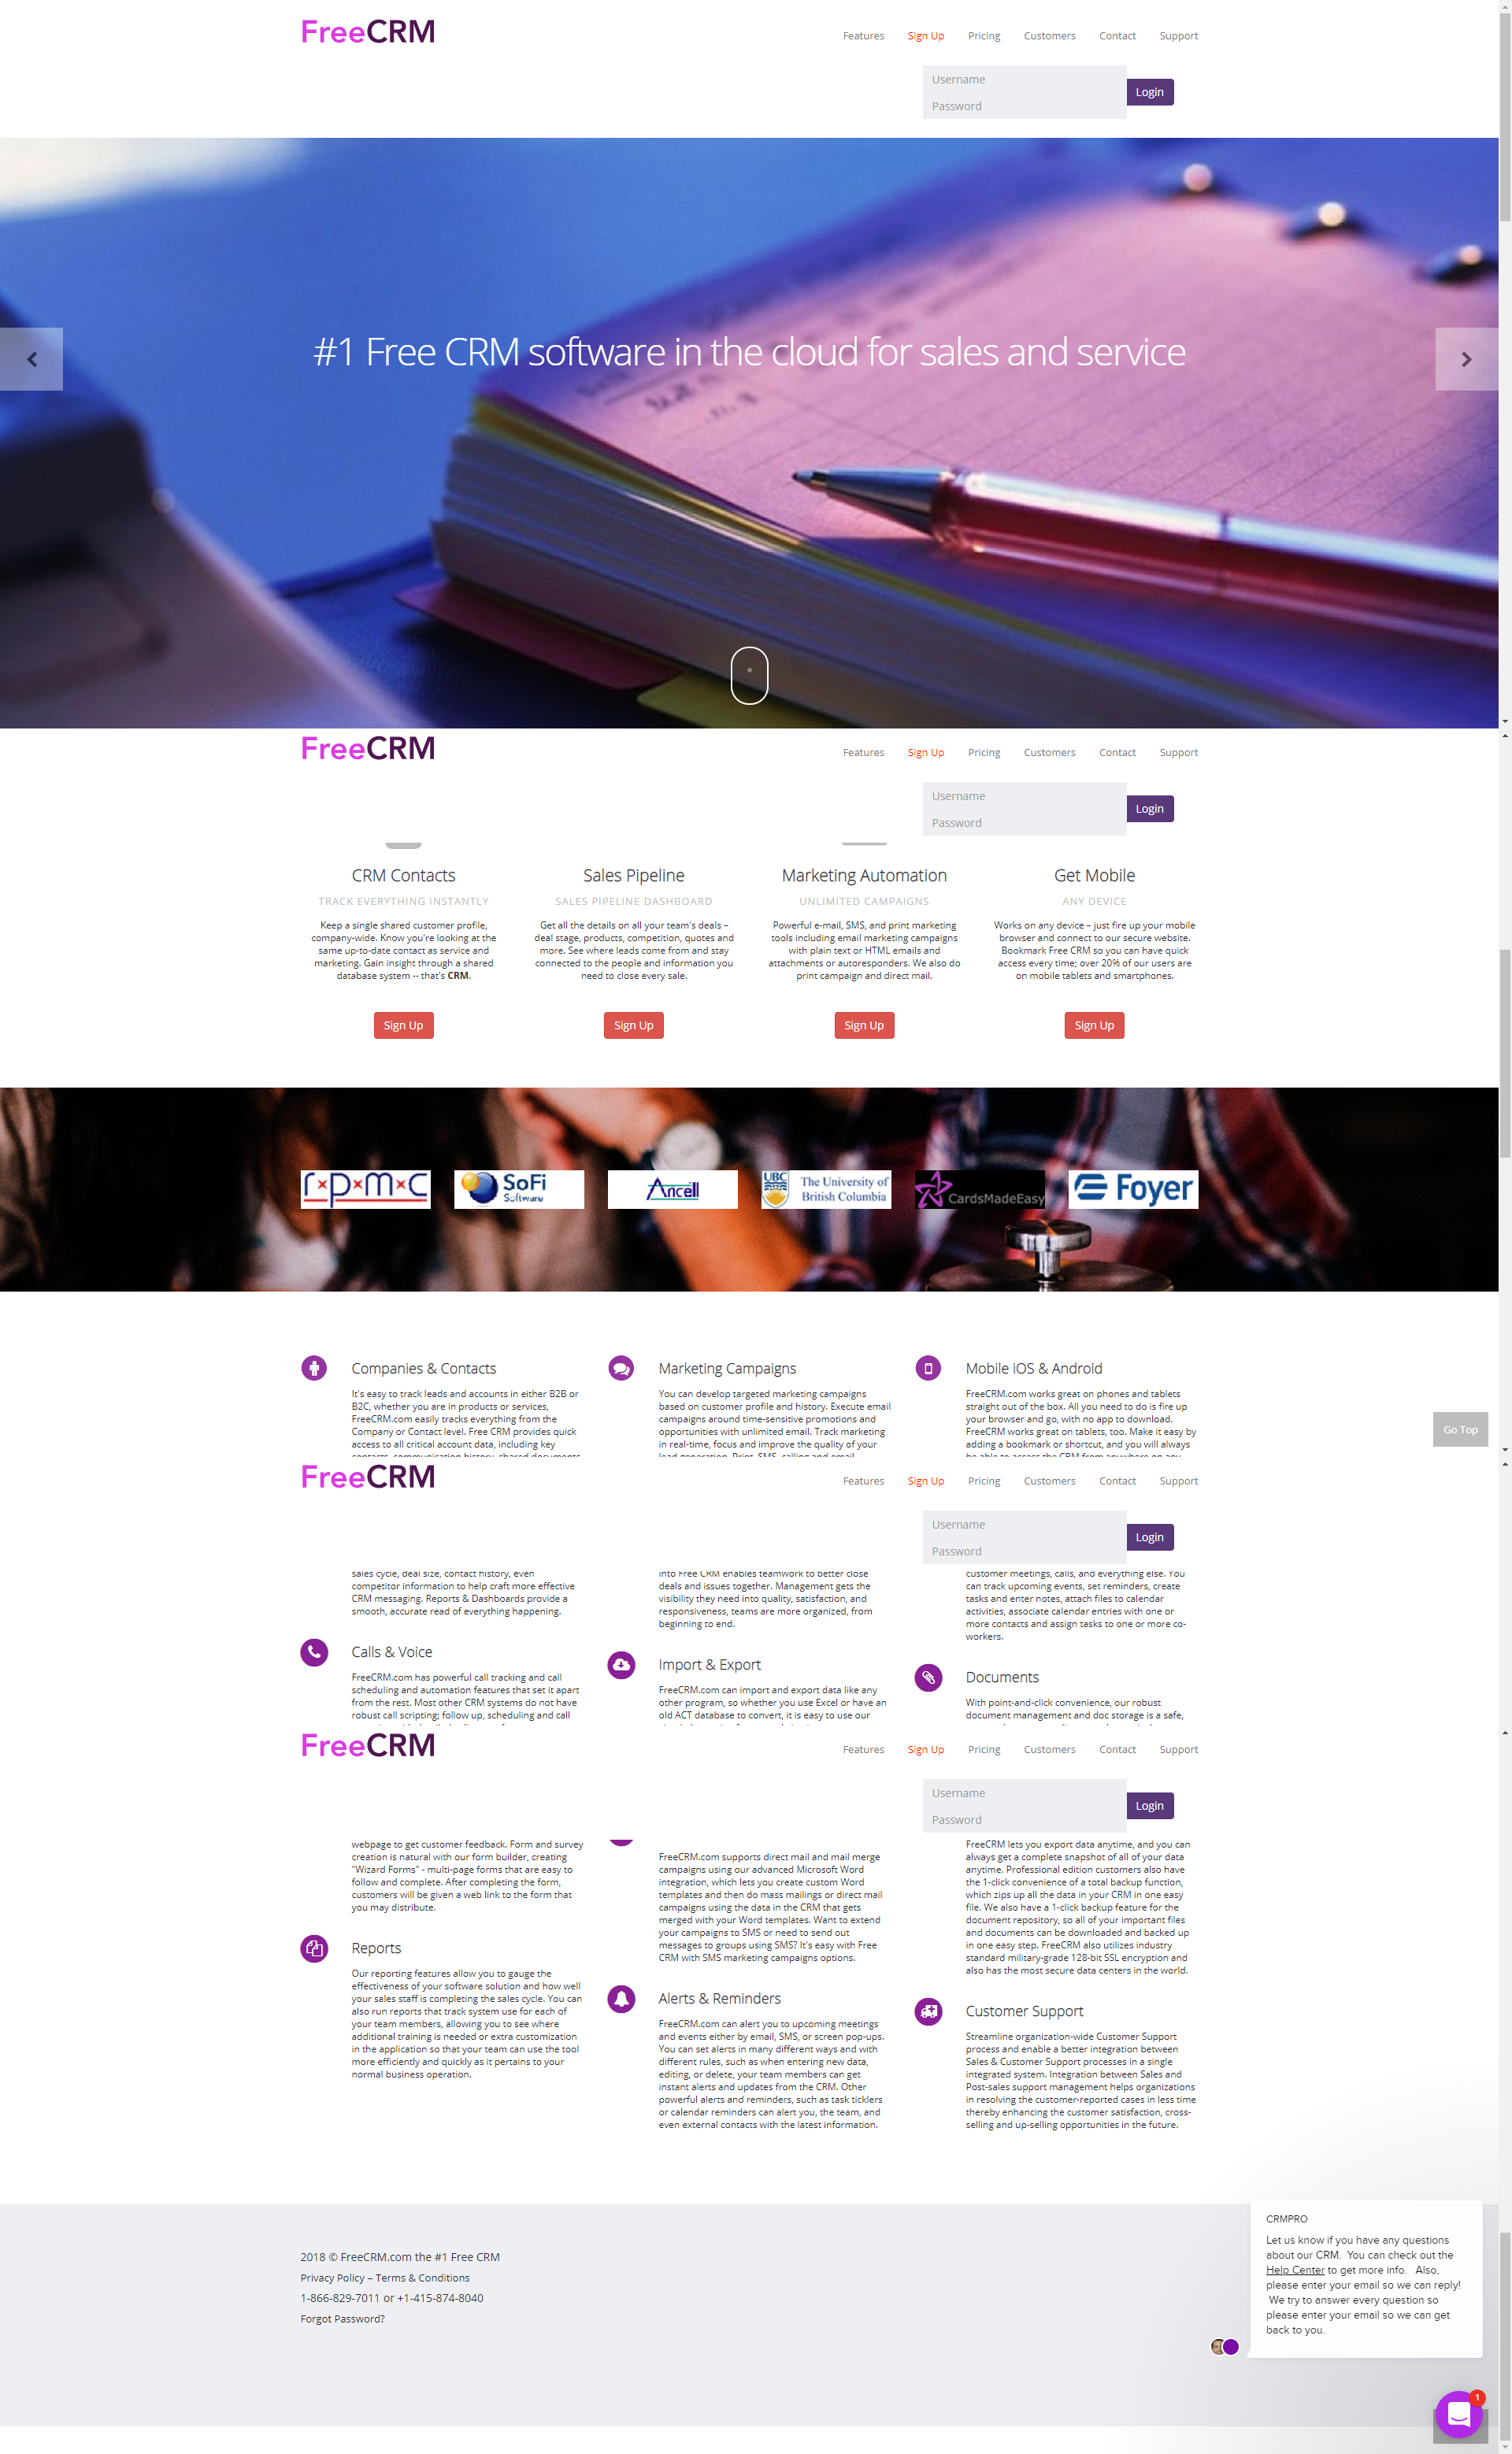 FreeCRM
Features Sign Up Pricing Customers Contact Support
Username
Password
Login
#1 Free CRM software in the cloud for sales and service
FreeCRM
Features Sign Up Pricing Customers Contact Support
Username
Password
Login
CRM Contacts
TRACK EVERYTHING INSTANTLY
Keep a single shared customer profile,
company-wide. Know you're looking at the
same up-to-date contact as service and
marketing. Gain insight through a shared
database system -- that's CRM.
Sign Up
Sales Pipeline
SALES PIPELINE DASHBOARD
Get all the details on all your team's deals –
deal stage, products, competition, quotes and
more. See where leads come from and stay
connected to the people and information you
need to close every sale.
Sign Up
Marketing Automation
UNLIMITED CAMPAIGNS
Powerful e-mail, SMS, and print marketing
tools including email marketing campaigns
with plain text or HTML emails and
attachments or autoresponders. We also do
print campaign and direct mail.
Sign Up
Get Mobile
ANY DEVICE
Works on any device – just fire up your mobile
browser and connect to our secure website.
Bookmark Free CRM so you can have quick
access every time; over 20% of our users are
on mobile tablets and smartphones.
Sign Up
r×p×m×c
SoFi
Software
Ancell
UBC
The University of
British Columbia
CardsMadeEasy
Foyer
Companies & Contacts
It's easy to track leads and accounts in either B2B or
B2C, whether you are in products or services,
FreeCRM.com easily tracks everything from the
Company or Contact level. Free CRM provides quick
access to all critical account data, including key
contacts, communication history, shared documents
Marketing Campaigns
You can develop targeted marketing campaigns
based on customer profile and history. Execute email
campaigns around time-sensitive promotions and
opportunities with unlimited email. Track marketing
in real-time, focus and improve the quality of your
lead generation. Print, SMS, calling and email
Mobile iOS & Android
FreeCRM.com works great on phones and tablets
straight out of the box. All you need to do is fire up
your browser and go, with no app to download.
FreeCRM works great on tablets, too. Make it easy by
adding a bookmark or shortcut, and you will always
be able to access the CRM from anywhere on any
Go Top
FreeCRM
Features Sign Up Pricing Customers Contact Support
Username
Password
Login
sales cycle, deal size, contact history, even
competitor information to help craft more effective
CRM messaging. Reports & Dashboards provide a
smooth, accurate read of everything happening.
Calls & Voice
FreeCRM.com has powerful call tracking and call
scheduling and automation features that set it apart
from the rest. Most other CRM systems do not have
robust call scripting; follow up, scheduling and call
into Free CRM enables teamwork to better close
deals and issues together. Management gets the
visibility they need into quality, satisfaction, and
responsiveness, teams are more organized, from
beginning to end.
Import & Export
FreeCRM.com can import and export data like any
other program, so whether you use Excel or have an
old ACT database to convert, it is easy to use our
customer meetings, calls, and everything else. You
can track upcoming events, set reminders, create
tasks and enter notes, attach files to calendar
activities, associate calendar entries with one or
more contacts and assign tasks to one or more co-
workers.
Documents
With point-and-click convenience, our robust
document management and doc storage is a safe,
FreeCRM
Features Sign Up Pricing Customers Contact Support
Username
Password
Login
webpage to get customer feedback. Form and survey
creation is natural with our form builder, creating
"Wizard Forms" - multi-page forms that are easy to
follow and complete. After completing the form,
customers will be given a web link to the form that
you may distribute.
Reports
Our reporting features allow you to gauge the
effectiveness of your software solution and how well
your sales staff is completing the sales cycle. You can
also run reports that track system use for each of
your team members, allowing you to see where
additional training is needed or extra customization
in the application so that your team can use the tool
more efficiently and quickly as it pertains to your
normal business operation.
FreeCRM.com supports direct mail and mail merge
campaigns using our advanced Microsoft Word
integration, which lets you create custom Word
templates and then do mass mailings or direct mail
campaigns using the data in the CRM that gets
merged with your Word templates. Want to extend
your campaigns to SMS or need to send out
messages to groups using SMS? It's easy with Free
CRM with SMS marketing campaigns options.
Alerts & Reminders
FreeCRM.com can alert you to upcoming meetings
and events either by email, SMS, or screen pop-ups.
You can set alerts in many different ways and with
different rules, such as when entering new data,
editing, or delete, your team members can get
instant alerts and updates from the CRM. Other
powerful alerts and reminders, such as task ticklers
or calendar reminders can alert you, the team, and
even external contacts with the latest information.
FreeCRM lets you export data anytime, and you can
always get a complete snapshot of all of your data
anytime. Professional edition customers also have
the 1-click convenience of a total backup function,
which zips up all the data in your CRM in one easy
file. We also have a 1-click backup feature for the
document repository, so all of your important files
and documents can be downloaded and backed up
in one easy step. FreeCRM also utilizes industry
standard military-grade 128-bit SSL encryption and
also has the most secure data centers in the world.
Customer Support
Streamline organization-wide Customer Support
process and enable a better integration between
Sales & Customer Support processes in a single
integrated system. Integration between Sales and
Post-sales support management helps organizations
in resolving the customer-reported cases in less time
thereby enhancing the customer satisfaction, cross-
selling and up-selling opportunities in the future.
2018 © FreeCRM.com the #1 Free CRM
Privacy Policy – Terms & Conditions
1-866-829-7011 or +1-415-874-8040
Forgot Password?
CRMPRO
Let us know if you have any questions
about our CRM. You can check out the
Help Center to get more info. Also,
please enter your email so we can reply!
We try to answer every question so
please enter your email so we can get
back to you.
1